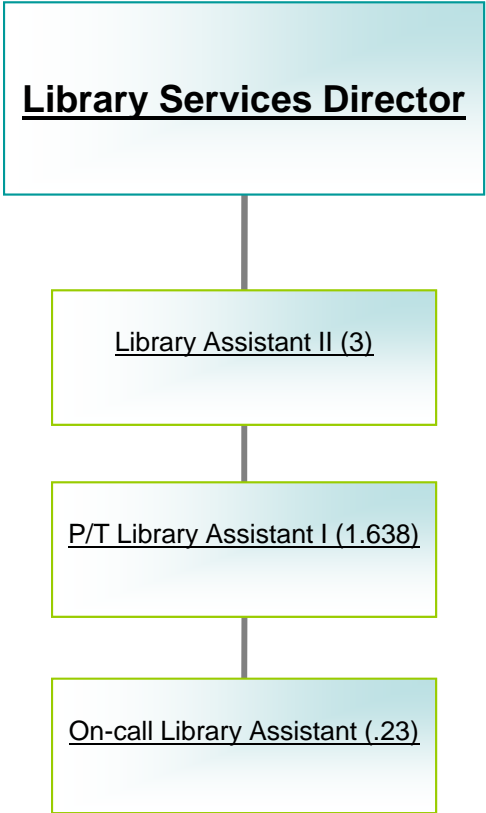 Library Services Director
Library Assistant II (3)
P/T Library Assistant I (1.638)
On-call Library Assistant (.23)